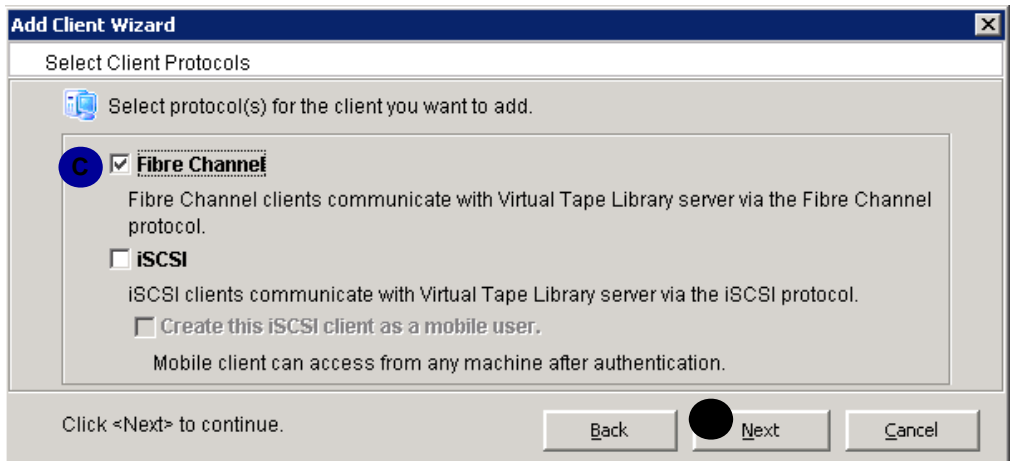 Add Client Wizard
Select Client Protocols
Select protocol(s) for the client you want to add.
C
Fibre Channel
Fibre Channel clients communicate with Virtual Tape Library server via the Fibre Channel
protocol.
iSCSI
iSCSI clients communicate with Virtual Tape Library server via the iSCSI protocol.
Create this iSCSI client as a mobile user.
Mobile client can access from any machine after authentication.
Click <Next> to continue.
Back
Next
Cancel